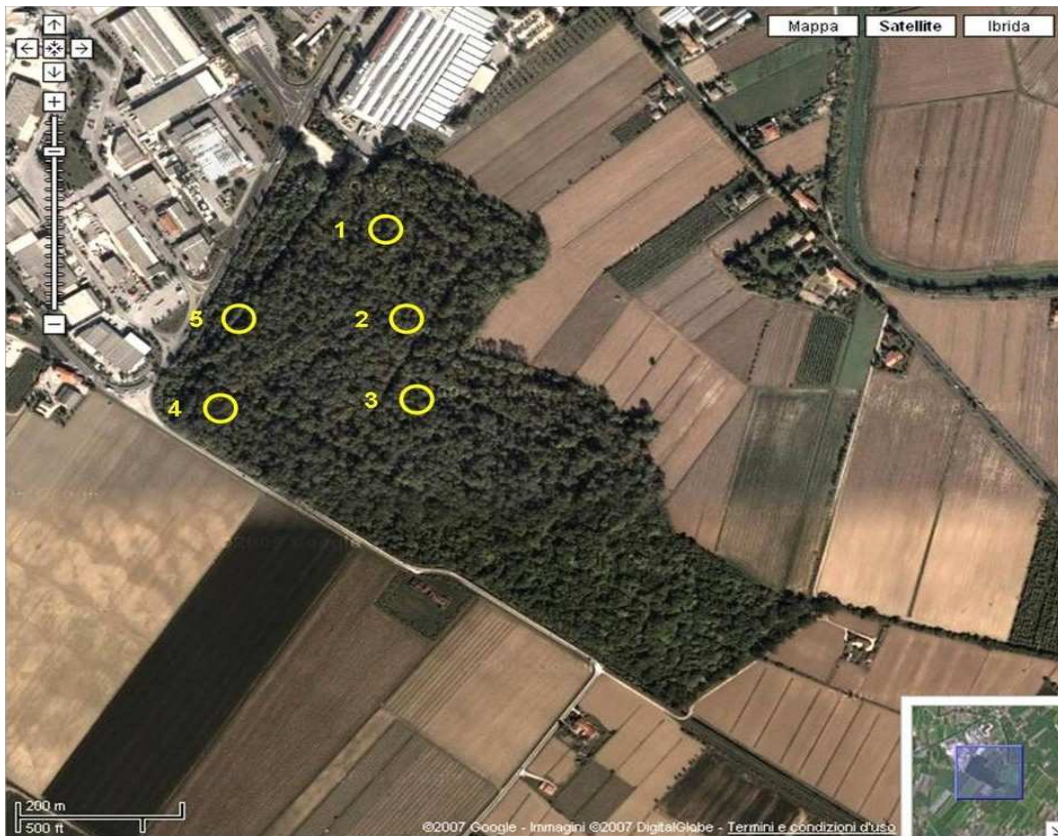 Mappa Satellite Ibrida
1
5 2
4 3
200 m
500 ft
©2007 Google - Immagini ©2007 DigitalGlobe - Termini e condizioni d'uso